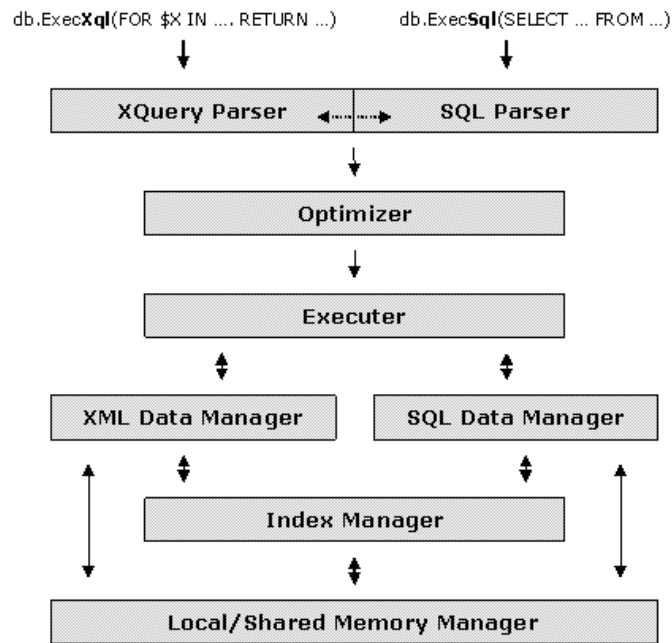 db.ExecXql(FOR $X IN .... RETURN ...) db.ExecSql(SELECT ... FROM ...)
XQuery Parser SQL Parser
Optimizer
Executer
XML Data Manager SQL Data Manager
Index Manager
Local/Shared Memory Manager